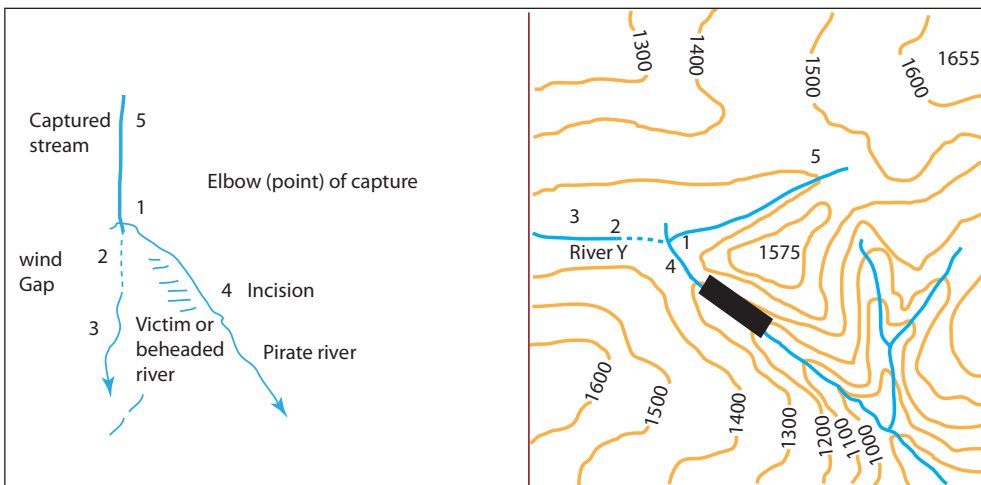 Captured
stream
5
Elbow (point) of capture
1
wind
Gap
2
4 Incision
3
Victim or
beheaded
river
Pirate river
1300
1400
1500
1600
1655
5
3
2
1
River Y
4
1575
1600
1500
1400
1300
1200
1100
1000